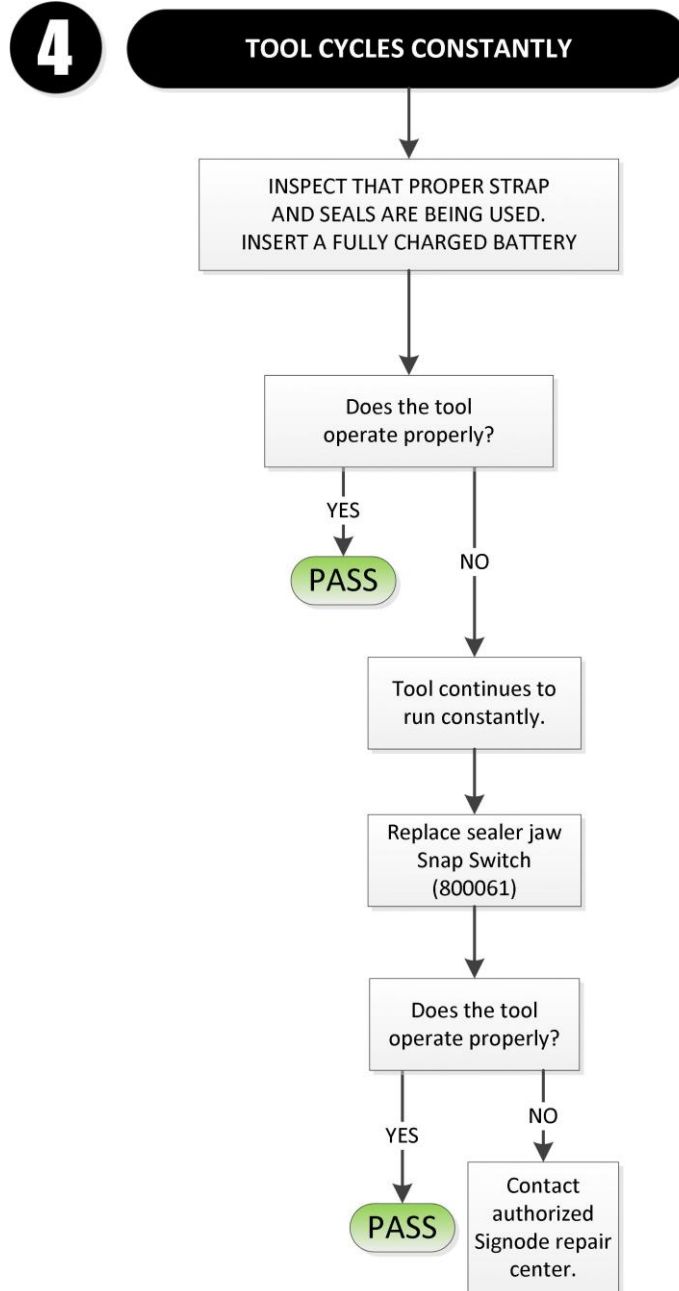 4
TOOL CYCLES CONSTANTLY
INSPECT THAT PROPER STRAP
AND SEALS ARE BEING USED.
INSERT A FULLY CHARGED BATTERY
Does the tool
operate properly?
YES
NO
PASS
Tool continues to
run constantly.
Replace sealer jaw
Snap Switch
(800061)
Does the tool
operate properly?
YES
NO
PASS
Contact
authorized
Signode repair
center.